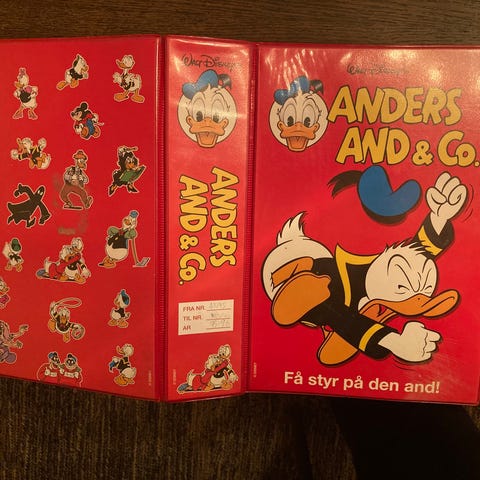 Walt Disney
ANDERS
AND & Co.
FRA NR.
TIL NR.
ÅR
Walt Disney's
ANDERS
AND & Co.
Få styr på den and!